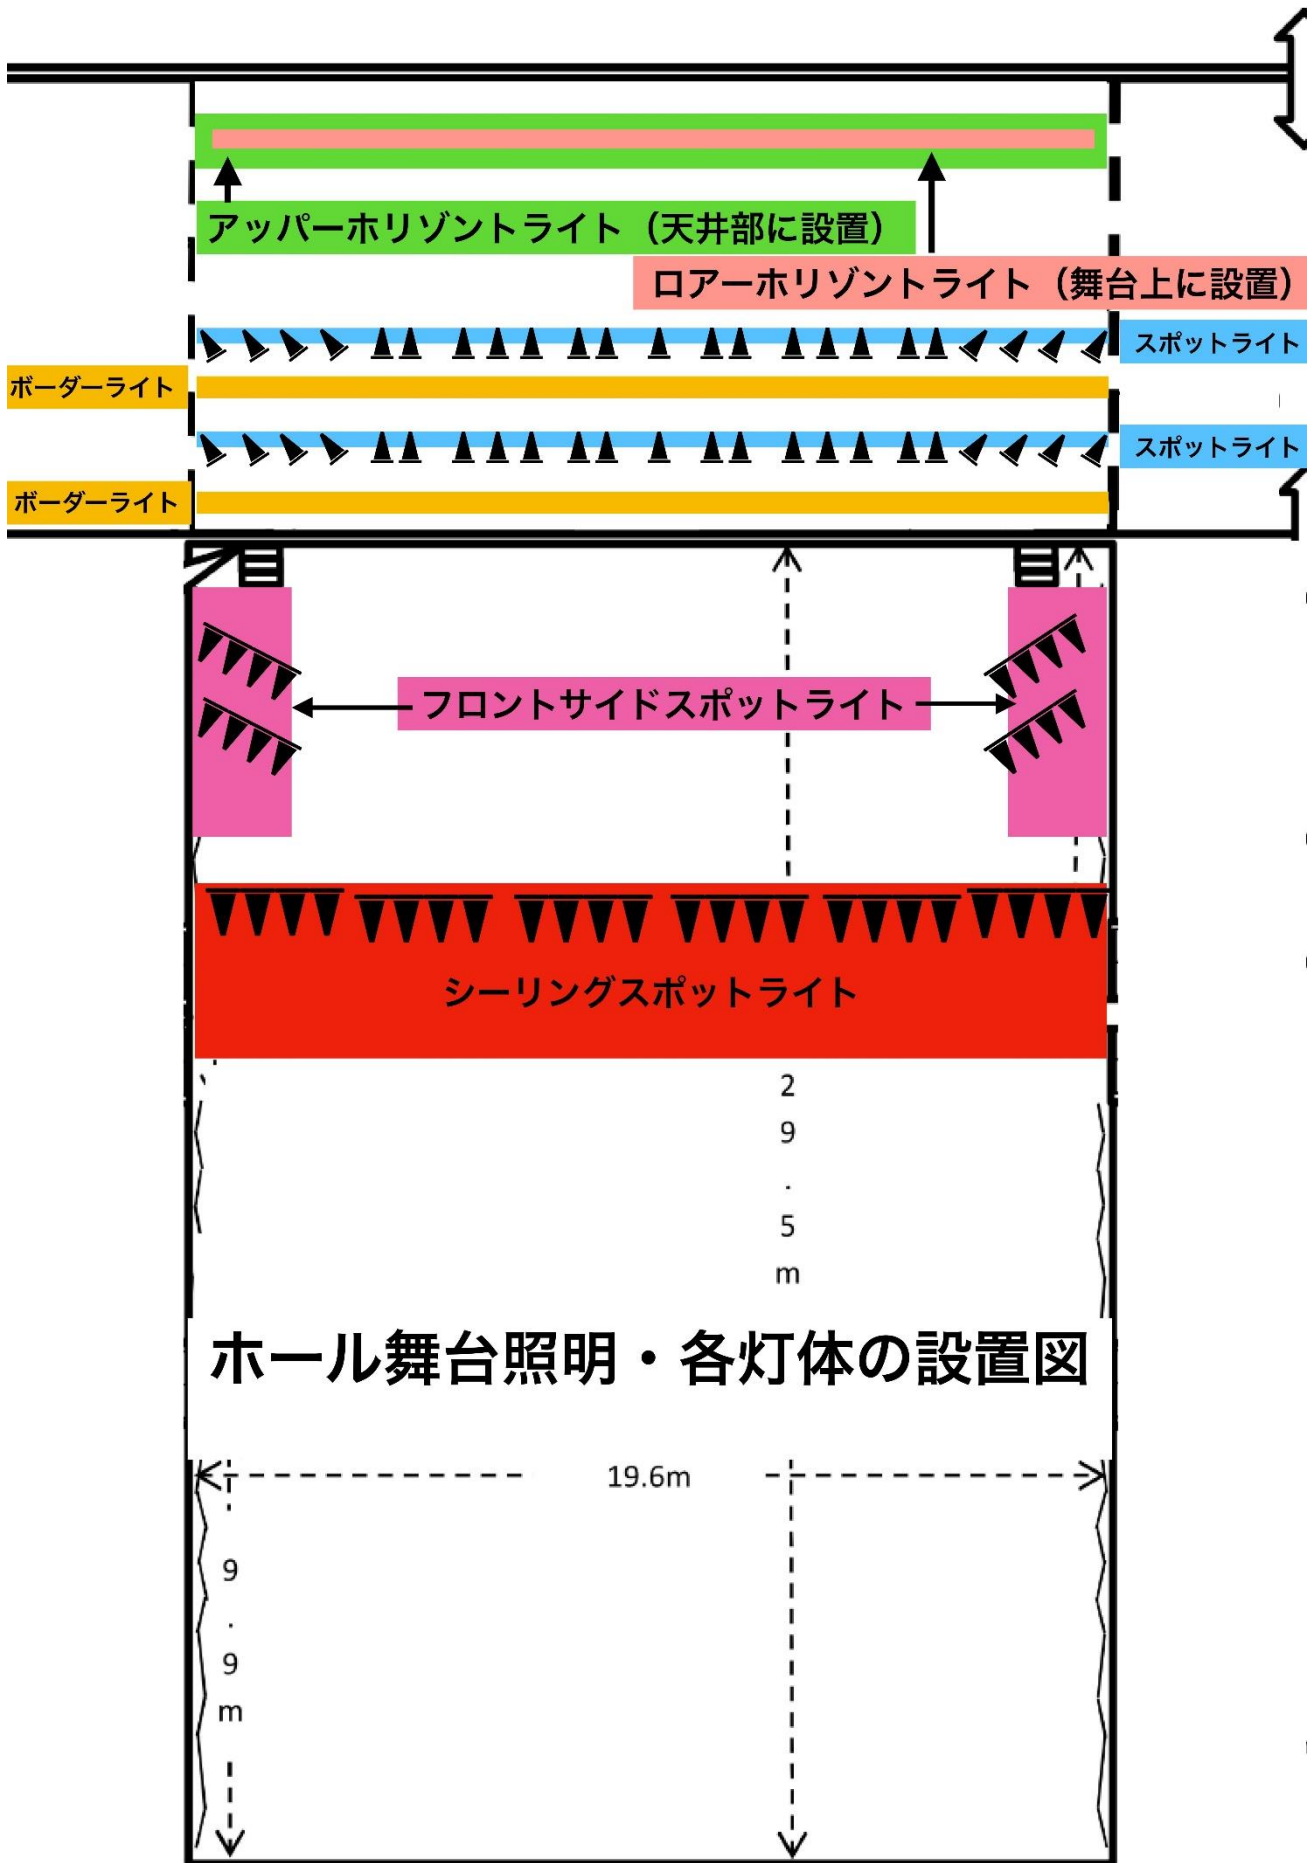 アッパーホリゾントライト（天井部に設置）
ロアーホリゾントライト（舞台上に設置）
スポットライト
ボーダーライト
スポットライト
ボーダーライト
フロントサイドスポットライト
シーリングスポットライト
29.5m
ホール舞台照明・各灯体の設置図
19.6m
9.9m